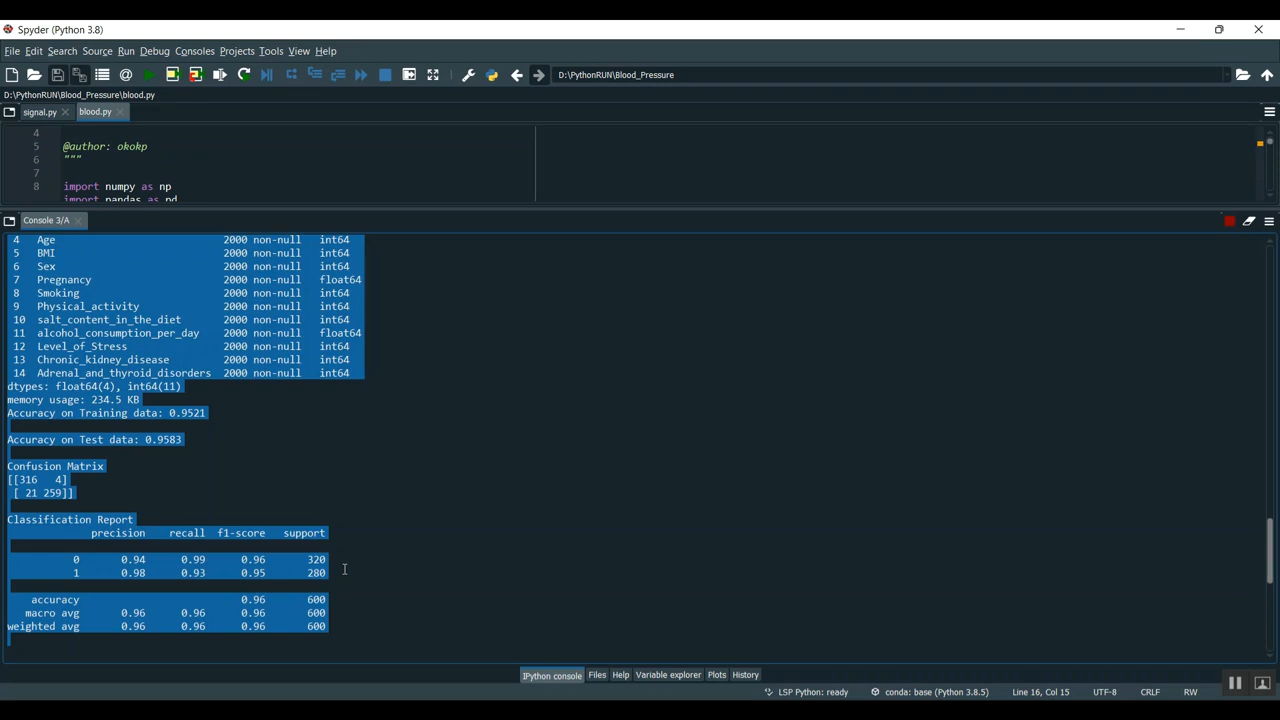 Spyder (Python 3.8)
File Edit Search Source Run Debug Consoles Projects Tools View Help
D:\PythonRUN\Blood_Pressure
D:\PythonRUN\Blood_Pressure\blood.py
signal.py blood.py
4
5 @author: okokp
6 """
7
8 import numpy as np
import pandas as pd
Console 3/A
4 Age 2000 non-null int64
5 BMI 2000 non-null int64
6 Sex 2000 non-null int64
7 Pregnancy 2000 non-null float64
8 Smoking 2000 non-null int64
9 Physical_activity 2000 non-null int64
10 salt_content_in_the_diet 2000 non-null int64
11 alcohol_consumption_per_day 2000 non-null float64
12 Level_of_Stress 2000 non-null int64
13 Chronic_kidney_disease 2000 non-null int64
14 Adrenal_and_thyroid_disorders 2000 non-null int64
dtypes: float64(4), int64(11)
memory usage: 234.5 KB
Accuracy on Training data: 0.9521
Accuracy on Test data: 0.9583
Confusion Matrix
[[316 4]
[ 21 259]]
Classification Report
precision recall f1-score support
0 0.94 0.99 0.96 320
1 0.98 0.93 0.95 280
accuracy 0.96 600
macro avg 0.96 0.96 0.96 600
weighted avg 0.96 0.96 0.96 600
IPython console Files Help Variable explorer Plots History
LSP Python: ready conda: base (Python 3.8.5) Line 16, Col 15 UTF-8 CRLF RW